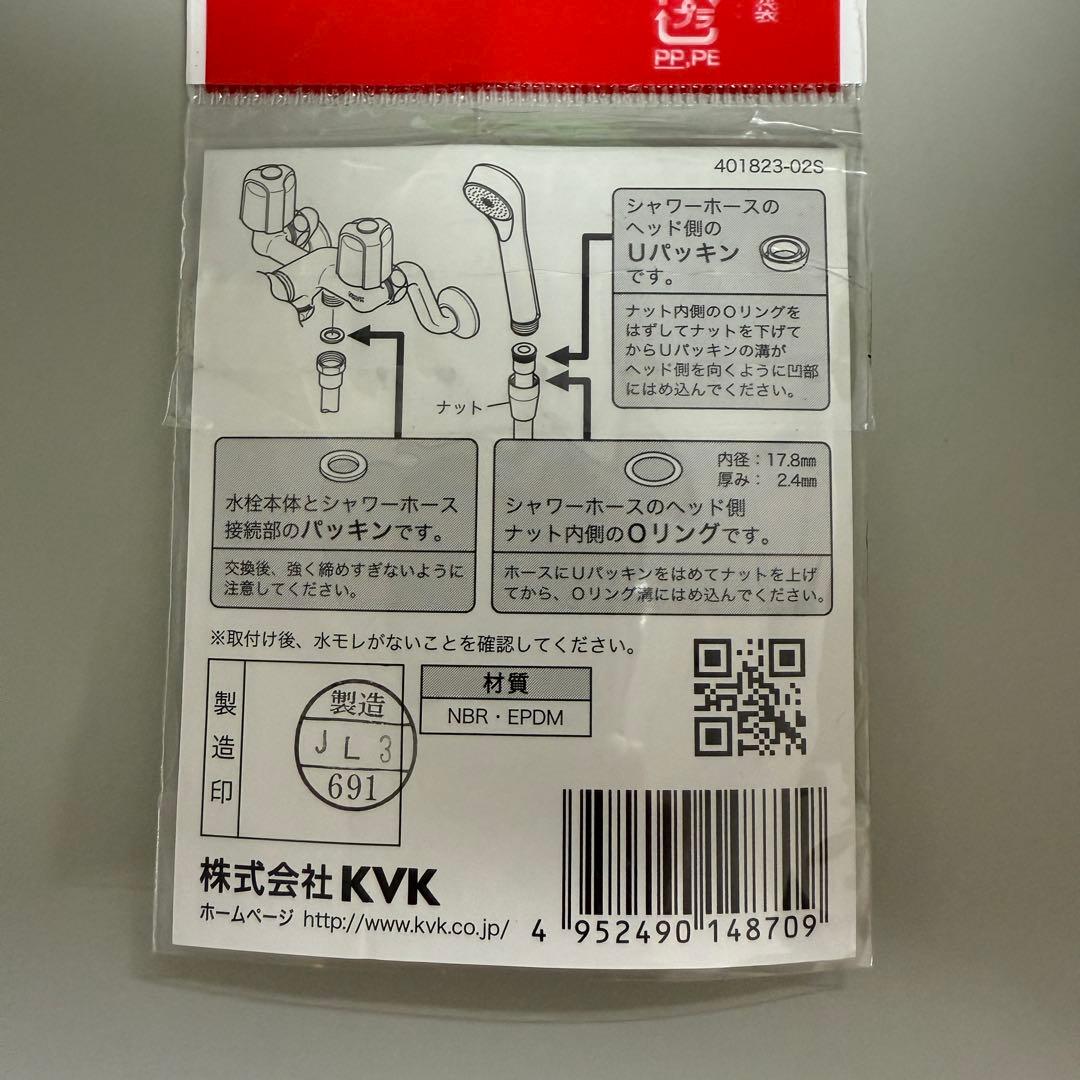 プラ
PP,PE
袋
401823-02S
シャワーホースの
ヘッド側の
Uパッキン
です。
ナット内側のOリングを
はずしてナットを下げて
からUパッキンの溝が
ヘッド側を向くように凹部
にはめ込んでください。
ナット
水栓本体とシャワーホース
接続部のパッキンです。
交換後、強く締めすぎないように
注意してください。
内径：17.8㎜
厚み： 2.4㎜
シャワーホースのヘッド側
ナット内側のOリングです。
ホースにUパッキンをはめてナットを上げ
てから、Oリング溝にはめ込んでください。
※取付け後、水モレがないことを確認してください。
製造印
製造
J L 3
691
材質
NBR・EPDM
株式会社KVK
ホームページ http://www.kvk.co.jp/
4 952490 148709